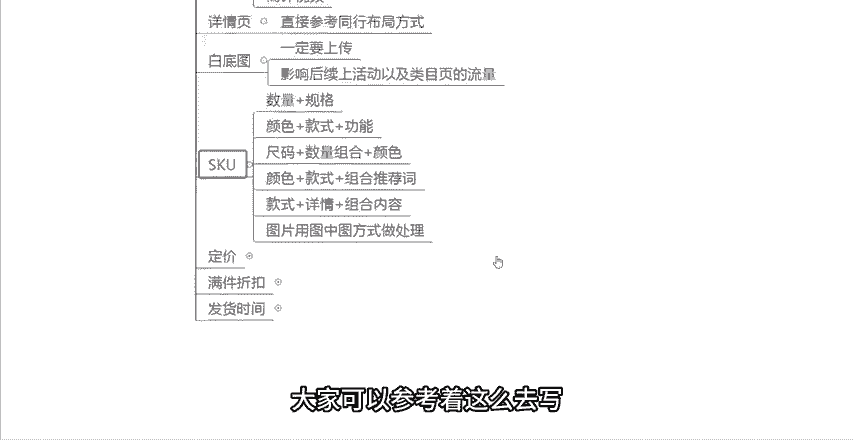 详情页
直接参考同行布局方式
白底图
一定要上传
影响后续上活动以及类目页的流量
SKU
数量+规格
颜色+款式+功能
尺码+数量组合+颜色
颜色+款式+组合推荐词
款式+详情+组合内容
图片用图中图方式做处理
定价
满件折扣
发货时间
大家可以参考着这么去写